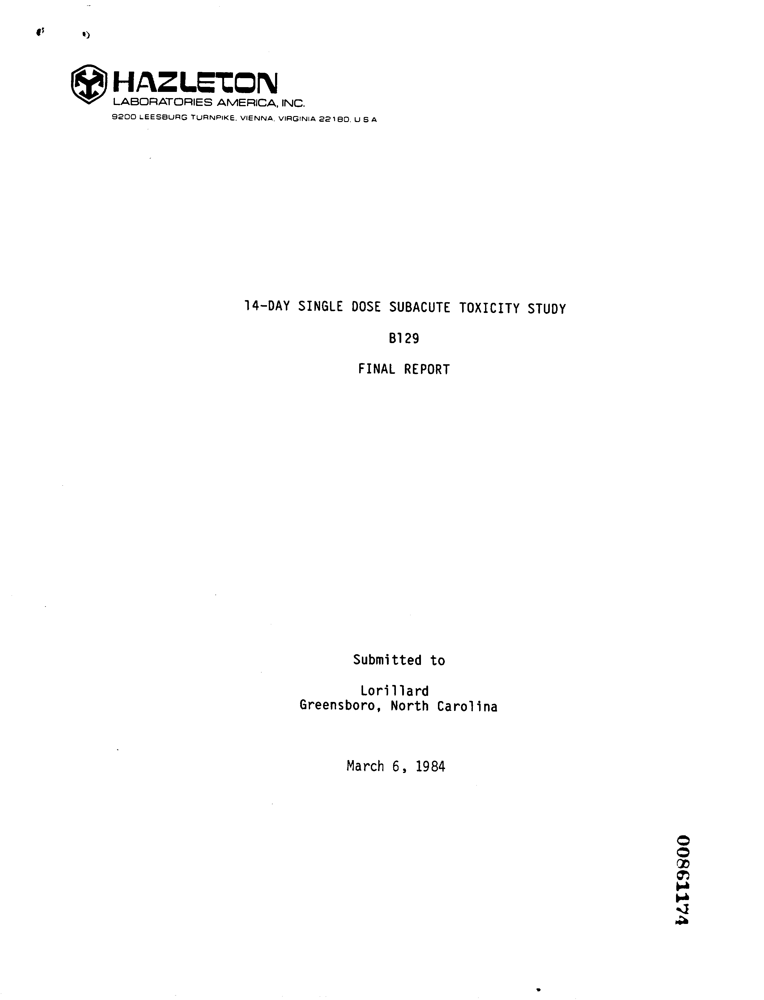 HAZLETON
LABORATORIES AMERICA, INC.
9200 LEESBURG TURNPIKE, VIENNA, VIRGINIA 22180, U S A
14-DAY SINGLE DOSE SUBACUTE TOXICITY STUDY
B129
FINAL REPORT
Submitted to
Lorillard
Greensboro, North Carolina
March 6, 1984
00861174